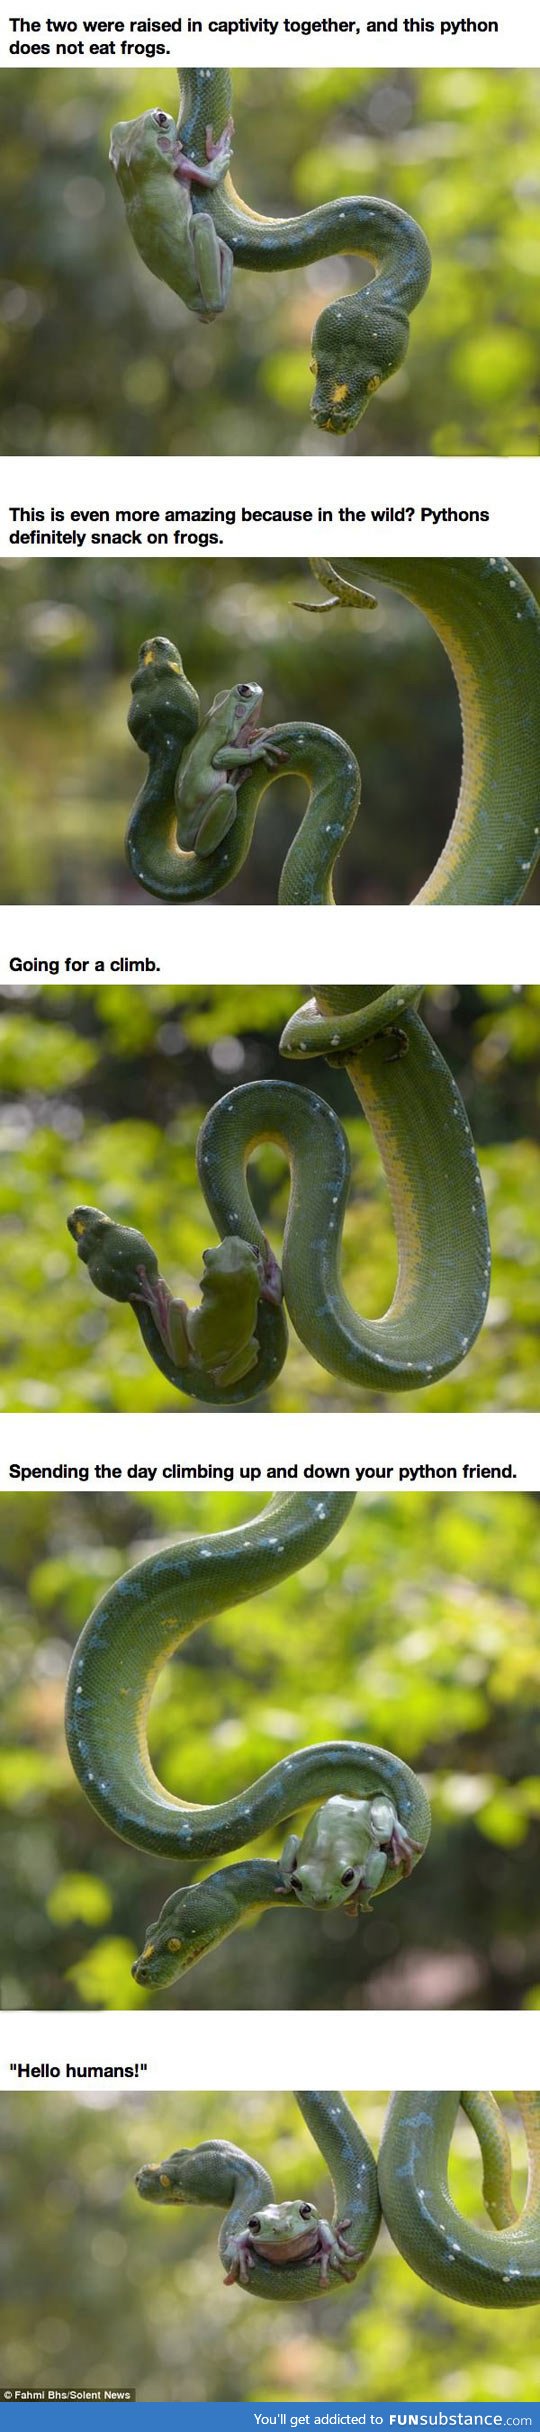 The two were raised in captivity together, and this python
does not eat frogs.
This is even more amazing because in the wild? Pythons
definitely snack on frogs.
Going for a climb.
Spending the day climbing up and down your python friend.
"Hello humans!"
© Fahmi Bhs/Solent News
You'll get addicted to FUNsubstance.com